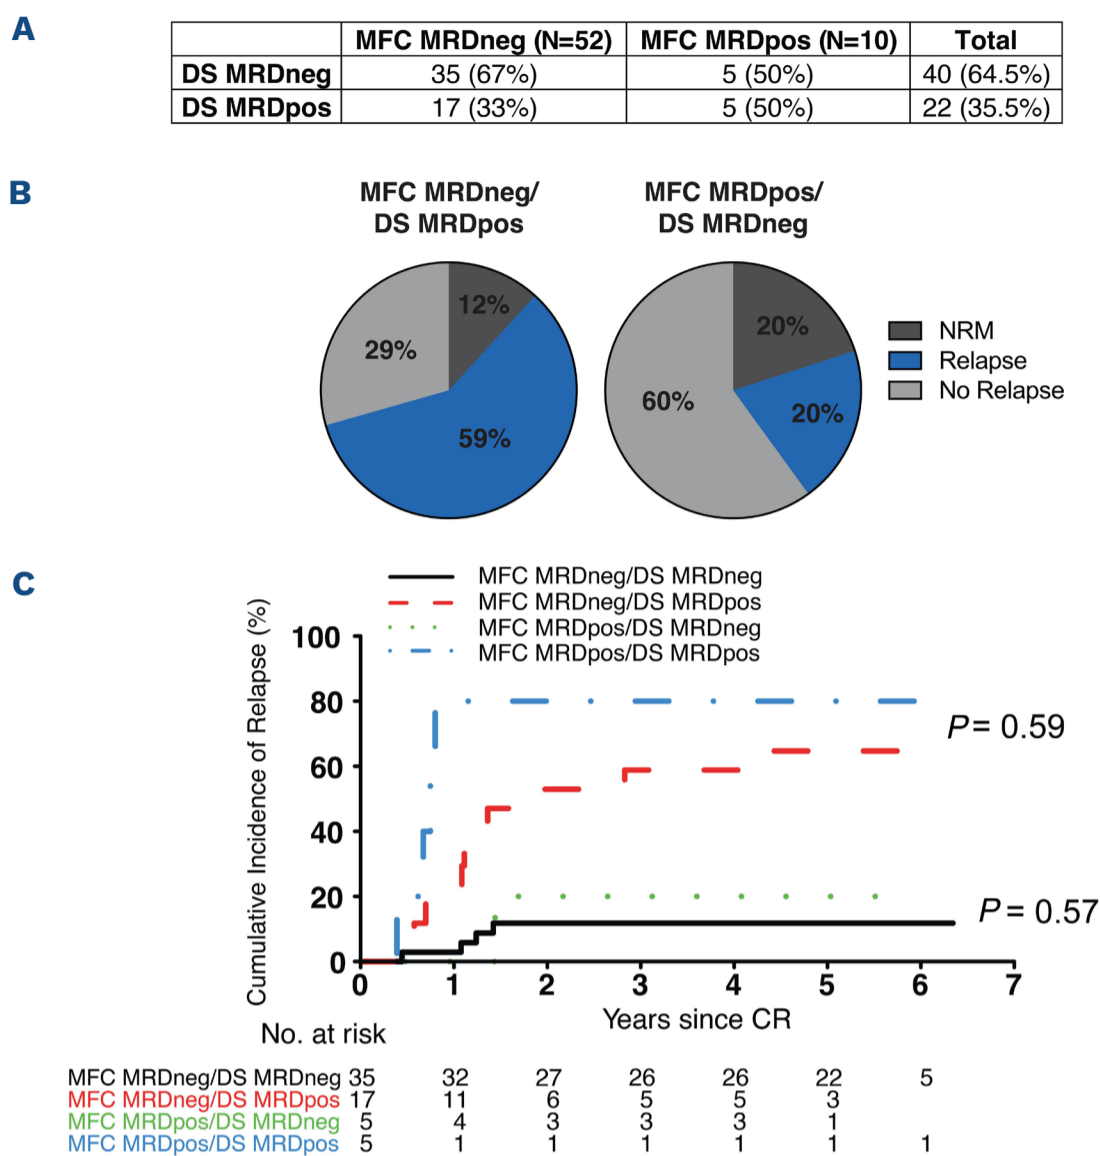 A
MFC MRDneg (N=52) MFC MRDpos (N=10) Total
DS MRDneg 35 (67%) 5 (50%) 40 (64.5%)
DS MRDpos 17 (33%) 5 (50%) 22 (35.5%)
B
MFC MRDneg/
DS MRDpos
MFC MRDpos/
DS MRDneg
12%
29%
59%
20%
60%
20%
NRM
Relapse
No Relapse
C
MFC MRDneg/DS MRDneg
MFC MRDneg/DS MRDpos
MFC MRDpos/DS MRDneg
MFC MRDpos/DS MRDpos
Cumulative Incidence of Relapse (%)
100
80
60
40
20
0
P= 0.59
P = 0.57
0 1 2 3 4 5 6 7
Years since CR
No. at risk
MFC MRDneg/DS MRDneg 35 32 27 26 26 22 5
MFC MRDneg/DS MRDpos 17 11 6 5 5 3
MFC MRDpos/DS MRDneg 5 4 3 3 3 1
MFC MRDpos/DS MRDpos 5 1 1 1 1 1 1